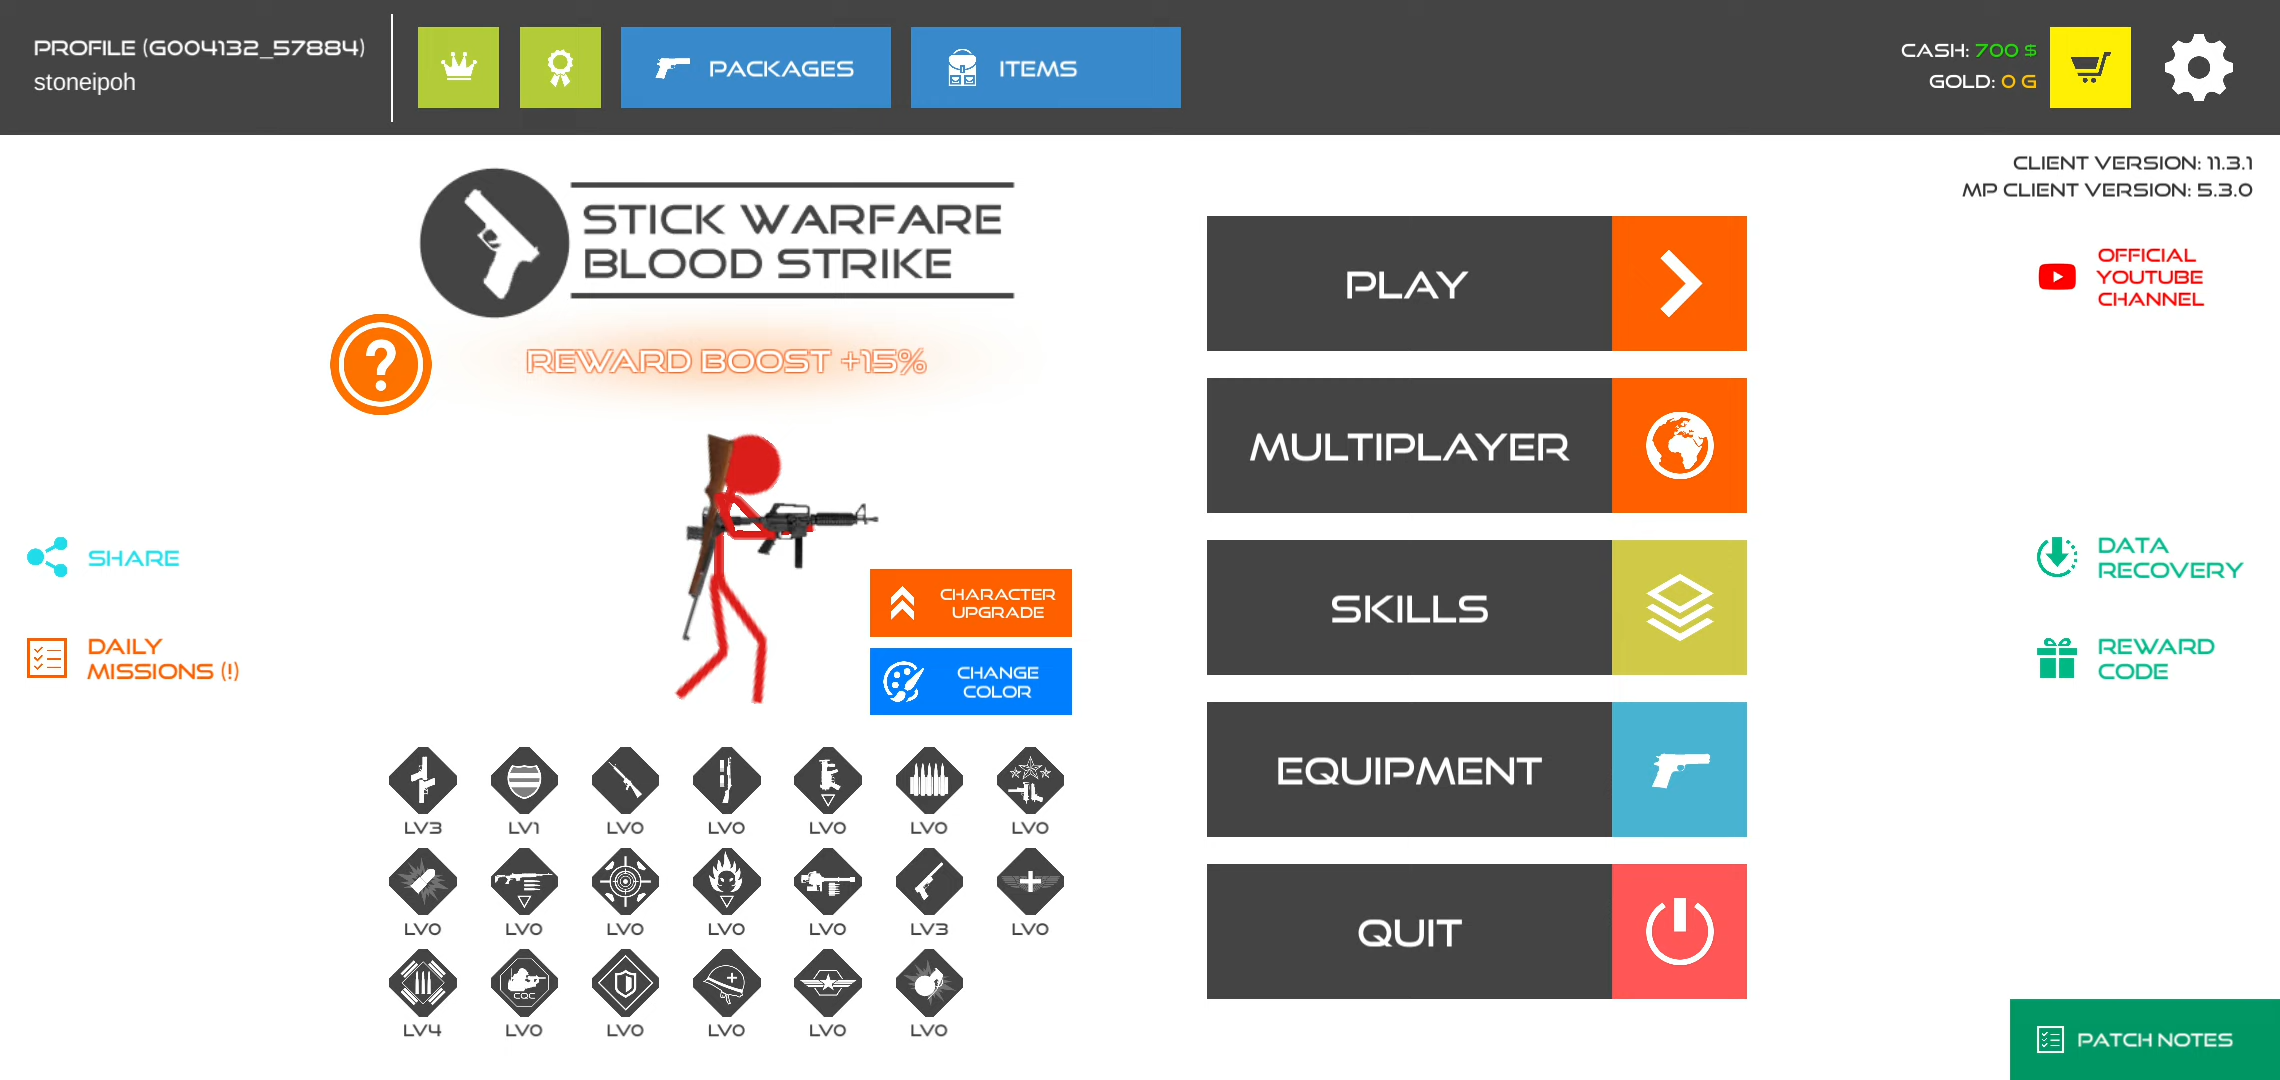 PROFILE (G004132_57884)
stoneipoh
PACKAGES
ITEMS
CASH: 700 $
GOLD: 0 G
CLIENT VERSION: 11.3.1
MP CLIENT VERSION: 5.3.0
STICK WARFARE
BLOOD STRIKE
REWARD BOOST +15%
PLAY
MULTIPLAYER
SKILLS
EQUIPMENT
QUIT
OFFICIAL
YOUTUBE
CHANNEL
SHARE
DAILY
MISSIONS (!)
CHARACTER
UPGRADE
CHANGE
COLOR
DATA
RECOVERY
REWARD
CODE
LV3 LV1 LV0 LV0 LV0 LV0 LV0
LV0 LV0 LV0 LV0 LV0 LV3 LV0
CQC
LV4 LV0 LV0 LV0 LV0 LV0
PATCH NOTES